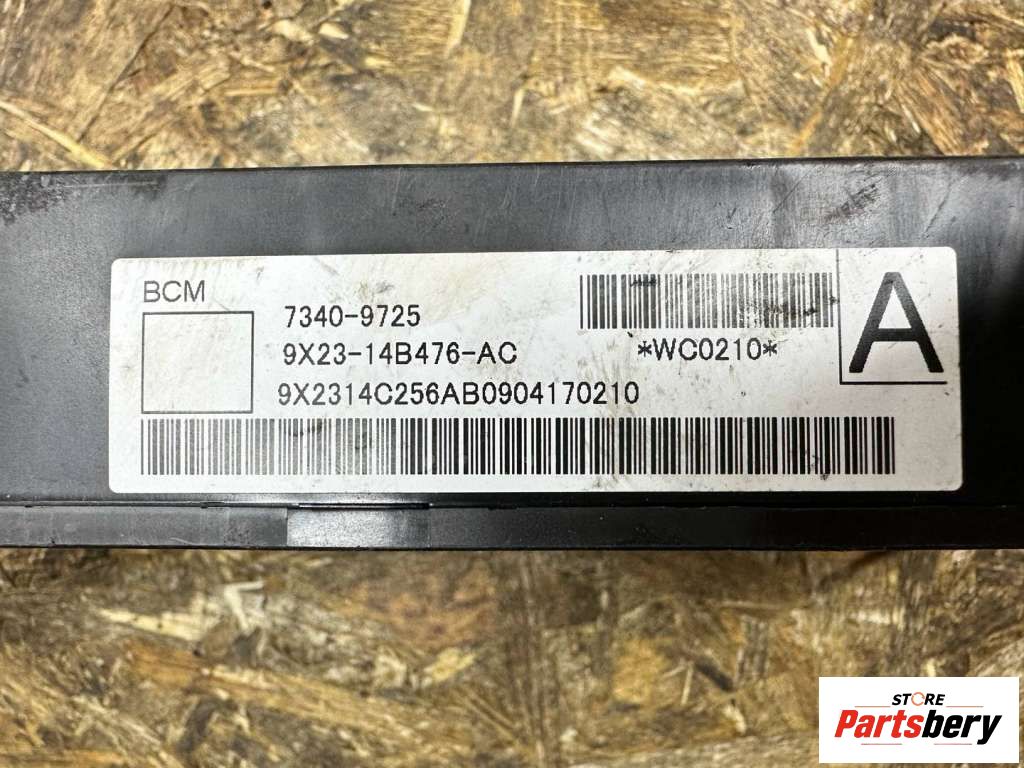 BCM
7340-9725
9X23-14B476-AC
*WC0210*
A
9X2314C256AB0904170210
STORE
Partsbery